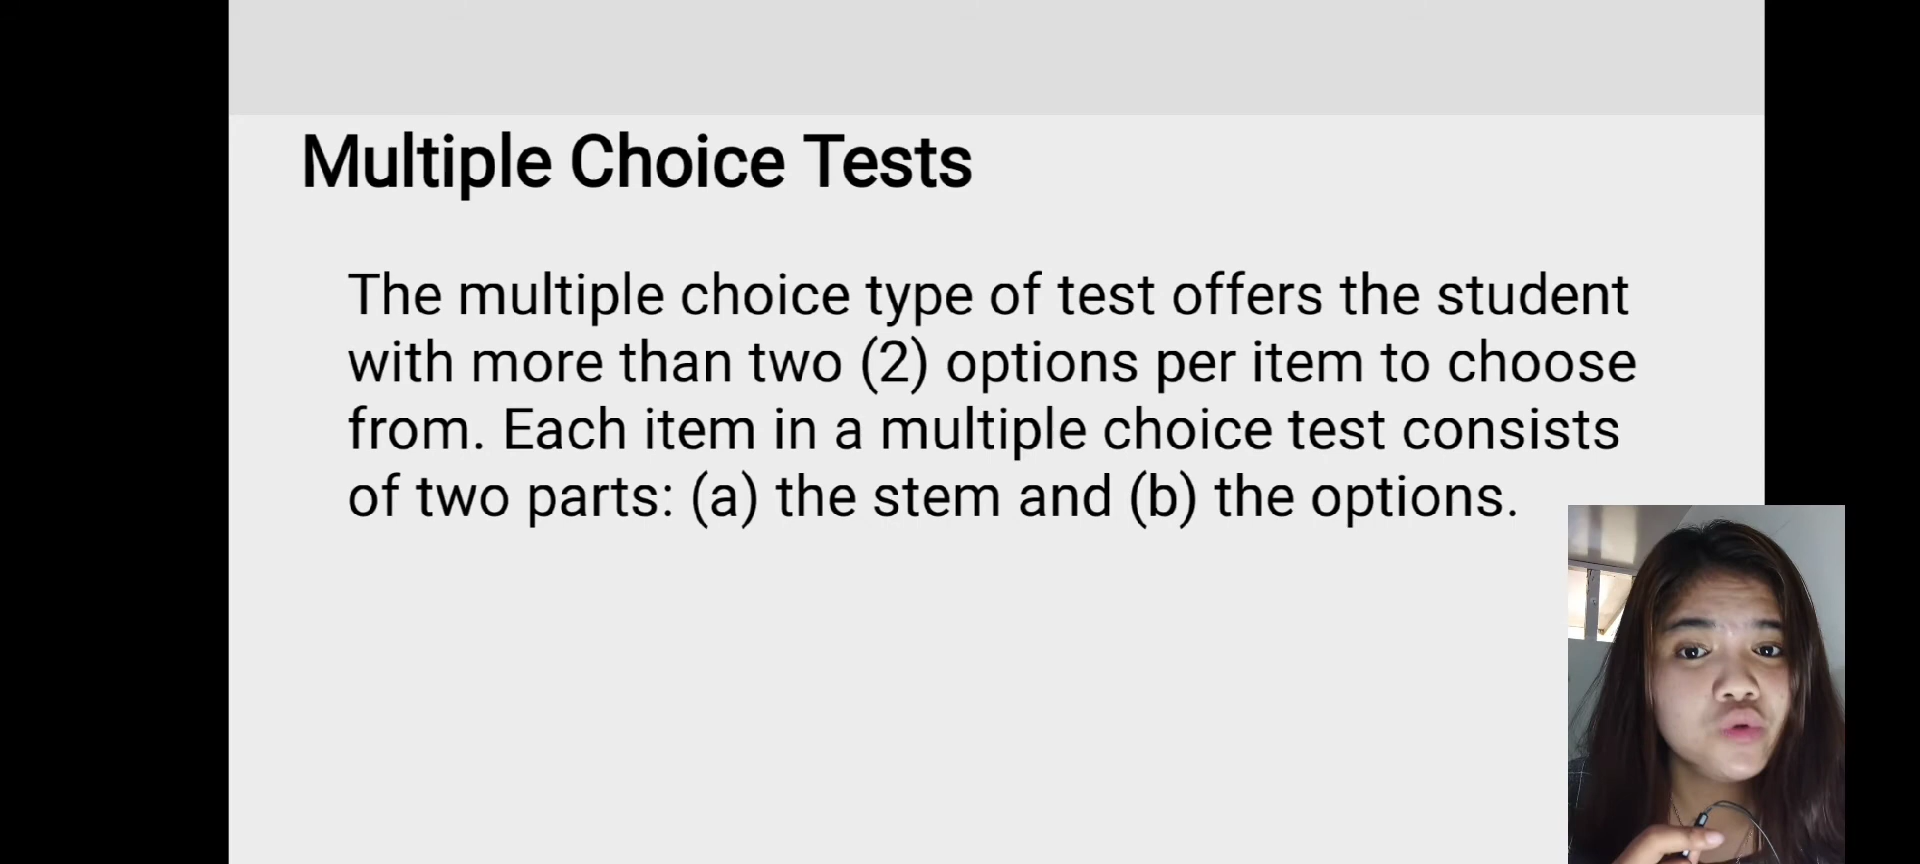 Multiple Choice Tests
The multiple choice type of test offers the student
with more than two (2) options per item to choose
from. Each item in a multiple choice test consists
of two parts: (a) the stem and (b) the options.